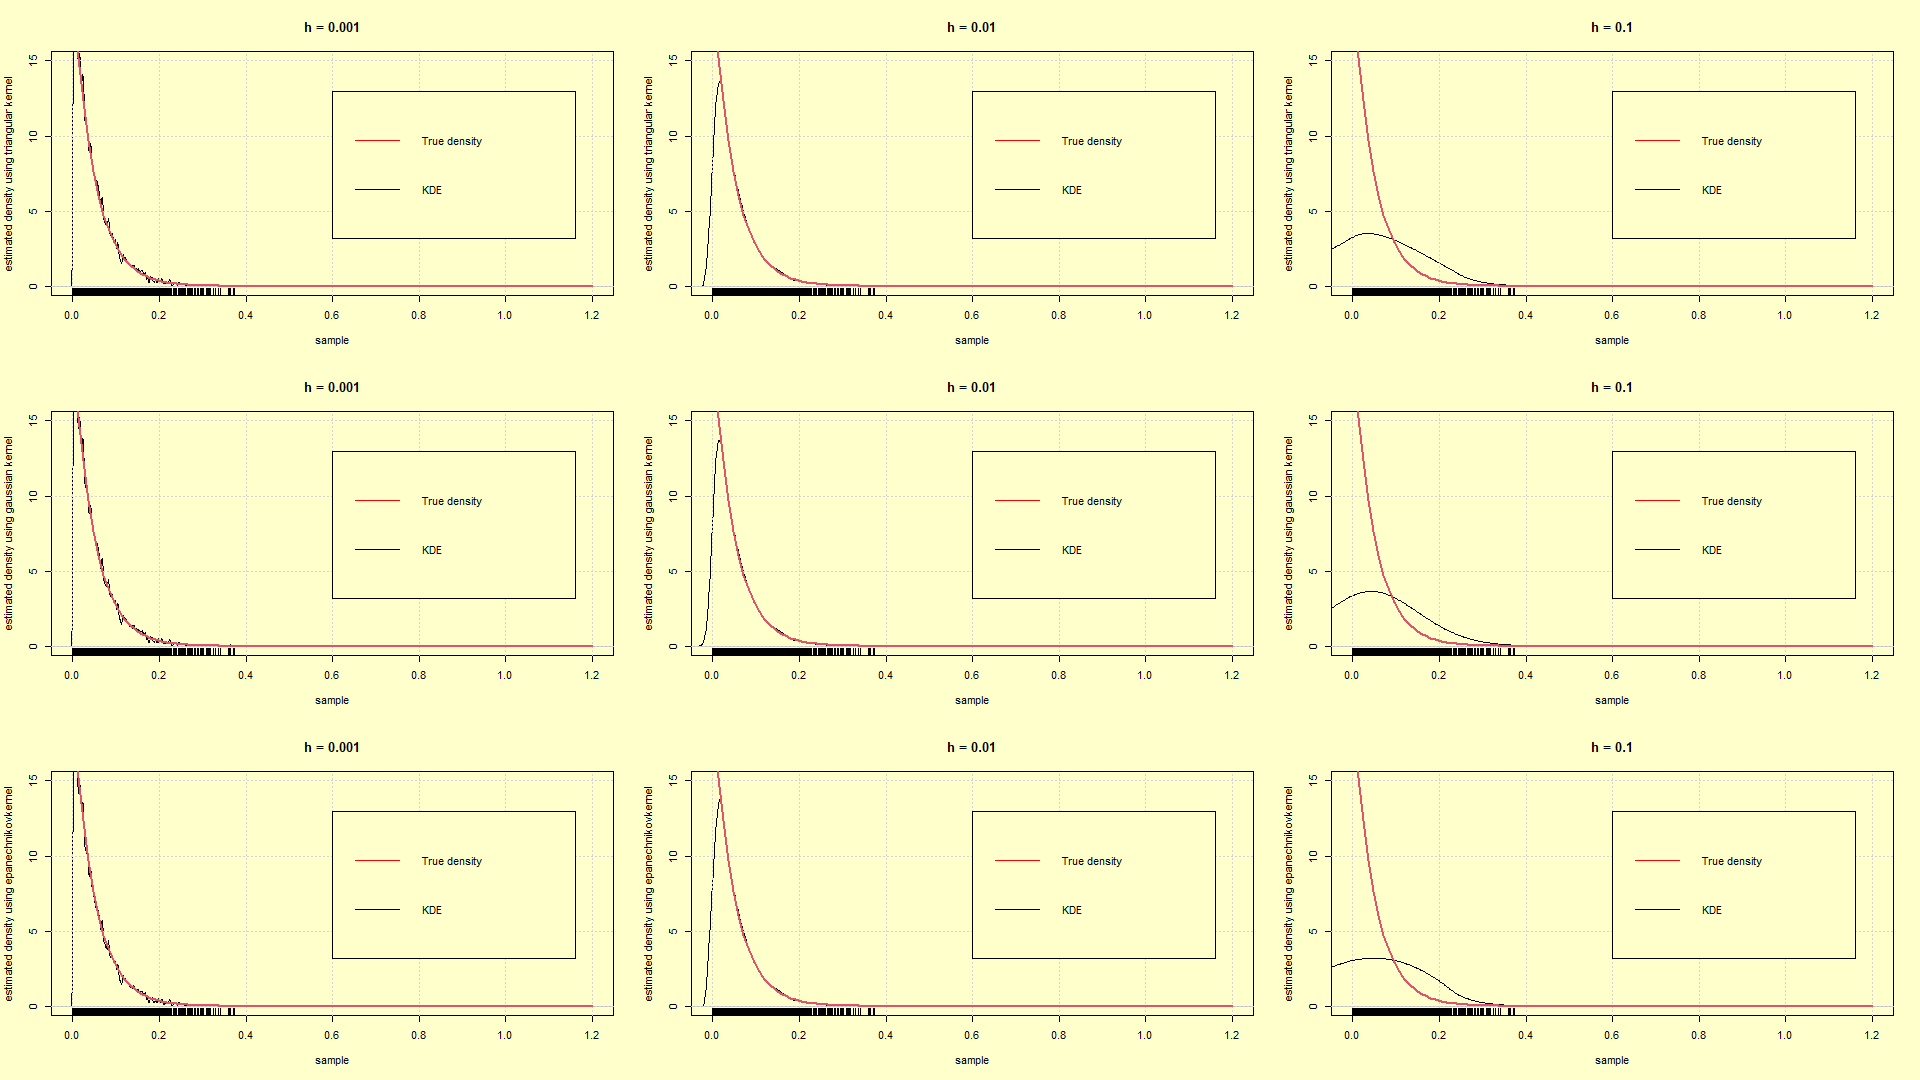 h = 0.001
estimated density using triangular kernel
15
10
5
0
True density
KDE
0.0 0.2 0.4 0.6 0.8 1.0 1.2
sample
h = 0.01
estimated density using triangular kernel
15
10
5
0
True density
KDE
0.0 0.2 0.4 0.6 0.8 1.0 1.2
sample
h = 0.1
estimated density using triangular kernel
15
10
5
0
True density
KDE
0.0 0.2 0.4 0.6 0.8 1.0 1.2
sample
h = 0.001
estimated density using gaussian kernel
15
10
5
0
True density
KDE
0.0 0.2 0.4 0.6 0.8 1.0 1.2
sample
h = 0.01
estimated density using gaussian kernel
15
10
5
0
True density
KDE
0.0 0.2 0.4 0.6 0.8 1.0 1.2
sample
h = 0.1
estimated density using gaussian kernel
15
10
5
0
True density
KDE
0.0 0.2 0.4 0.6 0.8 1.0 1.2
sample
h = 0.001
estimated density using epanechnikovkernel
15
10
5
0
True density
KDE
0.0 0.2 0.4 0.6 0.8 1.0 1.2
sample
h = 0.01
estimated density using epanechnikovkernel
15
10
5
0
True density
KDE
0.0 0.2 0.4 0.6 0.8 1.0 1.2
sample
h = 0.1
estimated density using epanechnikovkernel
15
10
5
0
True density
KDE
0.0 0.2 0.4 0.6 0.8 1.0 1.2
sample